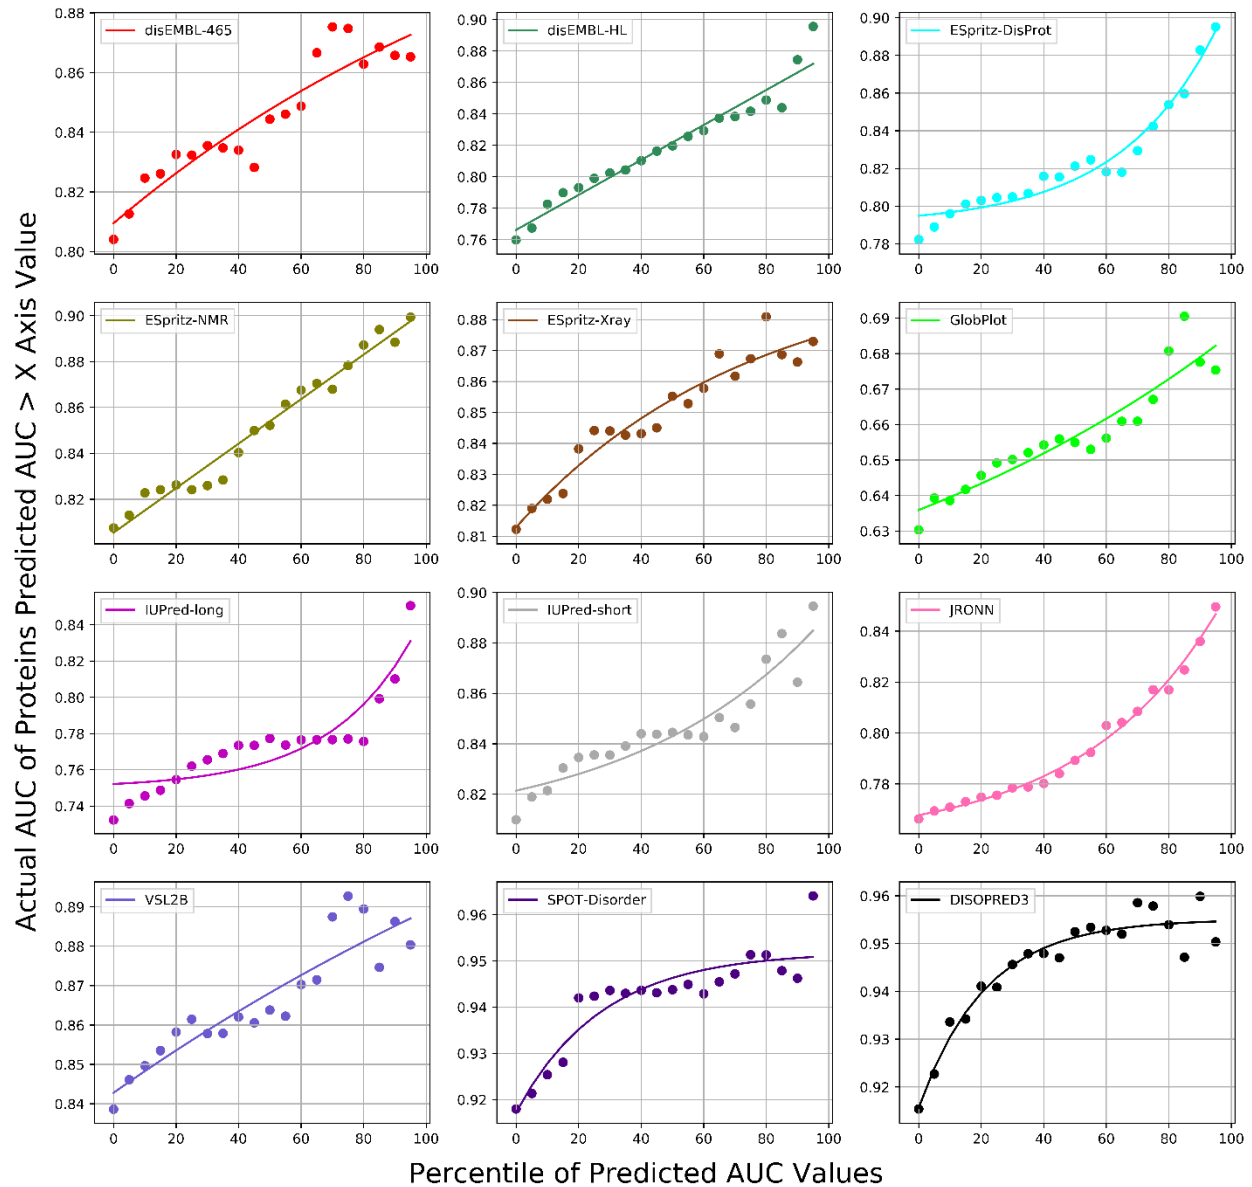 Actual AUC of Proteins Predicted AUC > X Axis Value
disEMBL-465
0.88
0.86
0.84
0.82
0.80
0 20 40 60 80 100
disEMBL-HL
0.90
0.88
0.86
0.84
0.82
0.80
0.78
0.76
0 20 40 60 80 100
ESpritz-DisProt
0.90
0.88
0.86
0.84
0.82
0.80
0.78
0 20 40 60 80 100
ESpritz-NMR
0.90
0.88
0.86
0.84
0.82
0 20 40 60 80 100
ESpritz-Xray
0.88
0.87
0.86
0.85
0.84
0.83
0.82
0.81
0 20 40 60 80 100
GlobPlot
0.69
0.68
0.67
0.66
0.65
0.64
0.63
0 20 40 60 80 100
IUPred-long
0.84
0.82
0.80
0.78
0.76
0.74
0 20 40 60 80 100
IUPred-short
0.90
0.88
0.86
0.84
0.82
0 20 40 60 80 100
JRONN
0.84
0.82
0.80
0.78
0 20 40 60 80 100
VSL2B
0.89
0.88
0.87
0.86
0.85
0.84
0 20 40 60 80 100
SPOT-Disorder
0.96
0.95
0.94
0.93
0.92
0 20 40 60 80 100
DISOPRED3
0.96
0.95
0.94
0.93
0.92
0 20 40 60 80 100
Percentile of Predicted AUC Values